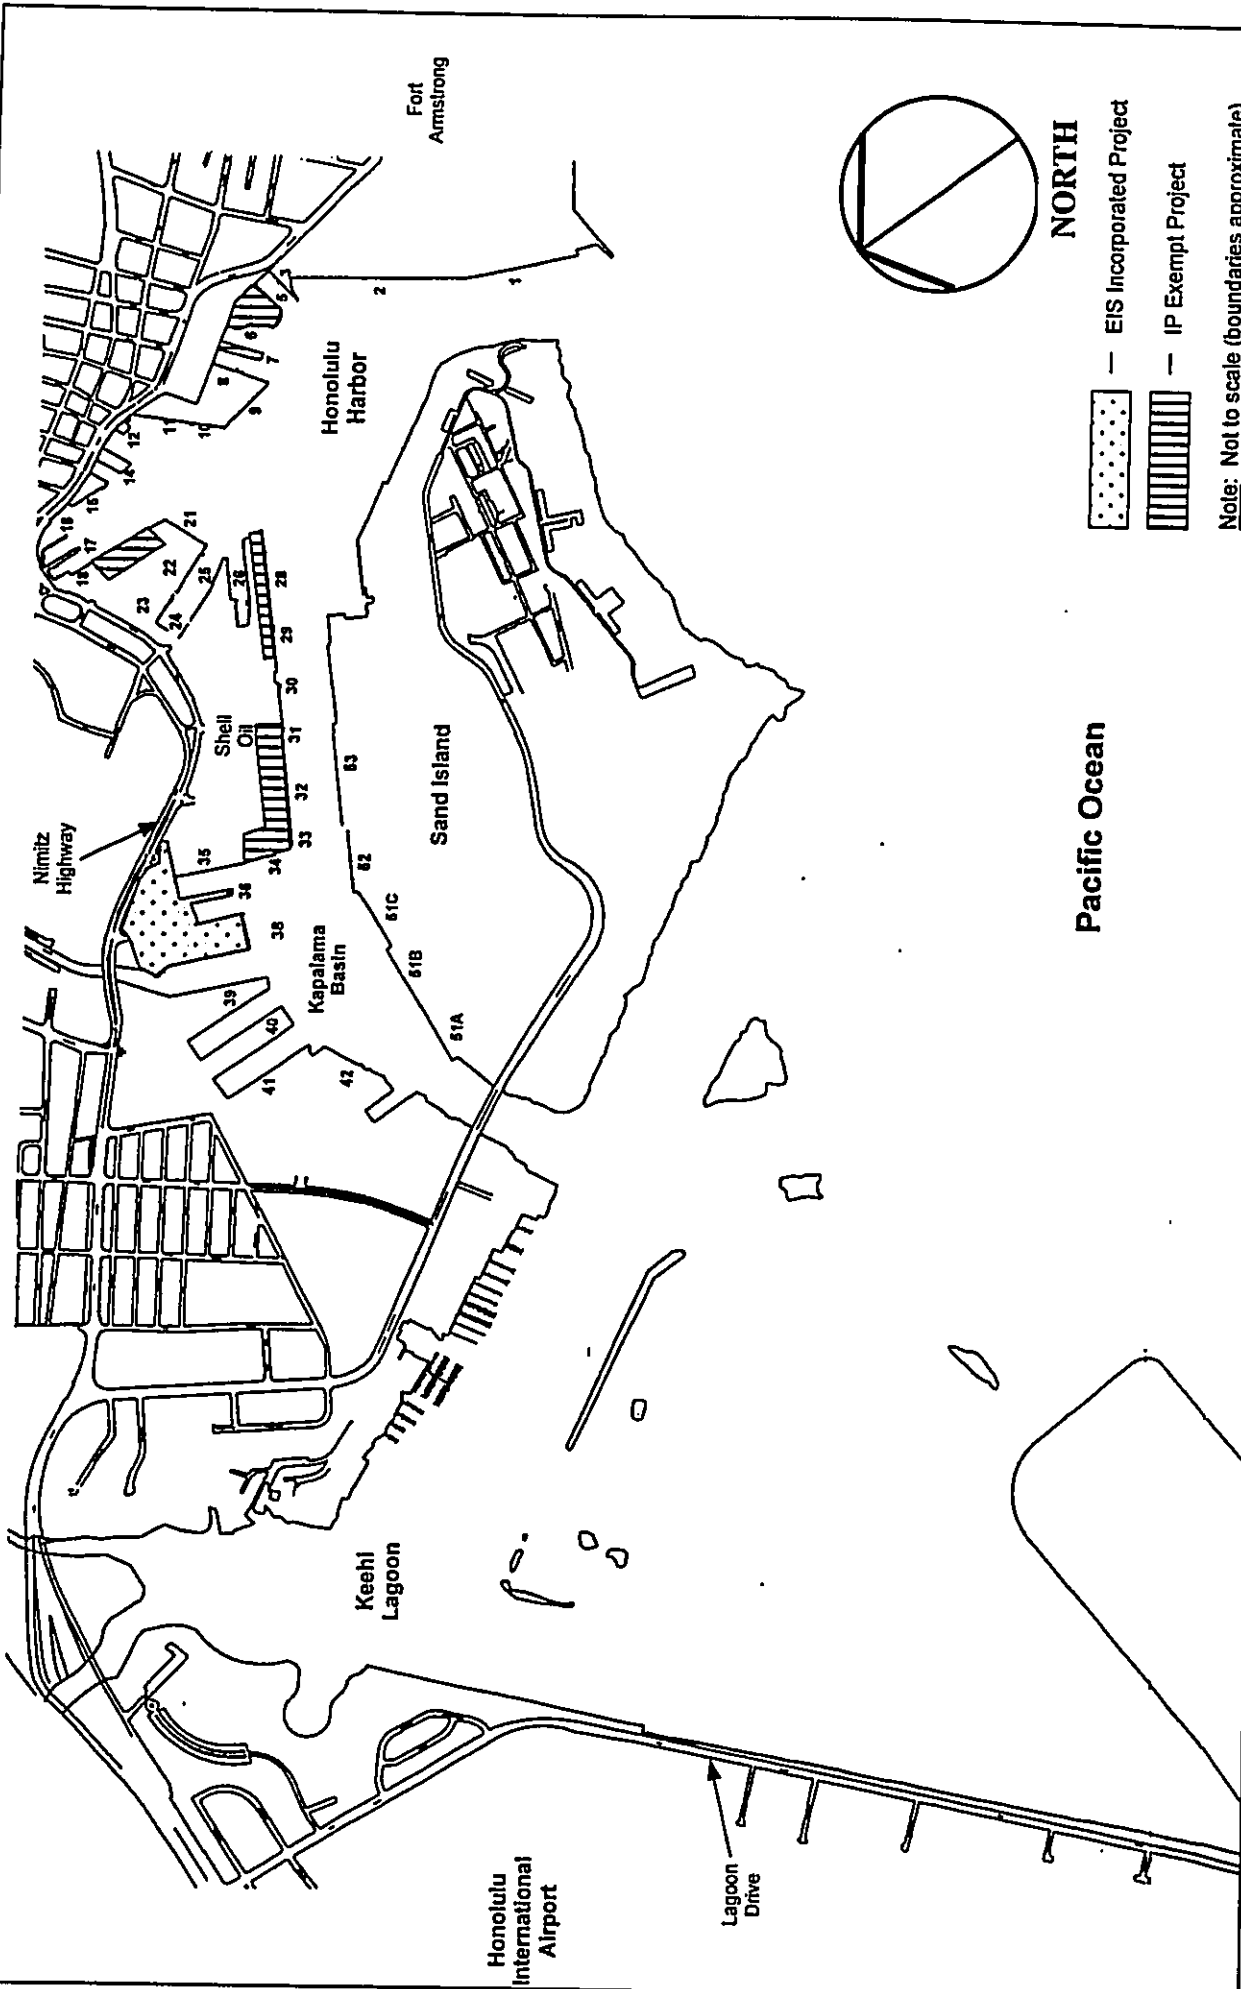 Fort
Armstrong
Honolulu
Harbor
Nimitz
Highway
Shell
Oil
Sand Island
Kapalama
Basin
Keehi
Lagoon
Honolulu
International
Airport
Lagoon
Drive
Pacific Ocean
1
2
5
6
7
8
9
10
11
12
14
15
16
17
18
21
22
23
24
25
26
28
29
30
31
32
33
34
35
36
38
39
40
41
42
51A
51B
51C
52
53
NORTH
— EIS Incorporated Project
— IP Exempt Project
Note: Not to scale (boundaries approximate)